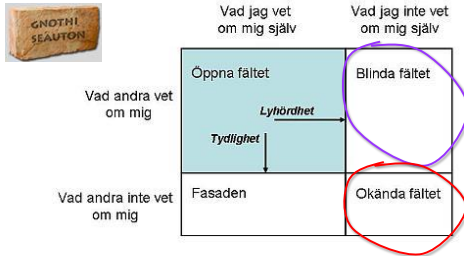 GNOTHI
SEAUTON
Vad jag vet
om mig själv
Vad jag inte vet
om mig själv
Vad andra vet
om mig
Öppna fältet
Blinda fältet
Lyhördhet
Tydlighet
Vad andra inte vet
om mig
Fasaden
Okända fältet